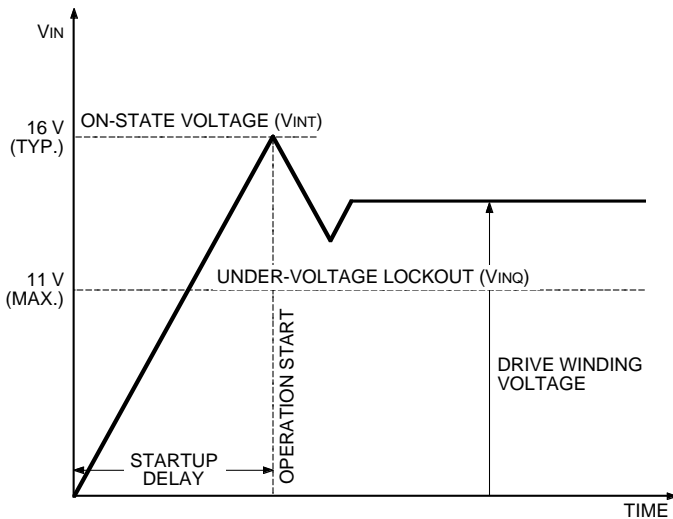 VIN
ON-STATE VOLTAGE (VINT)
16 V
(TYP.)
UNDER-VOLTAGE LOCKOUT (VINQ)
11 V
(MAX.)
OPERATION START
DRIVE WINDING
VOLTAGE
STARTUP
DELAY
TIME